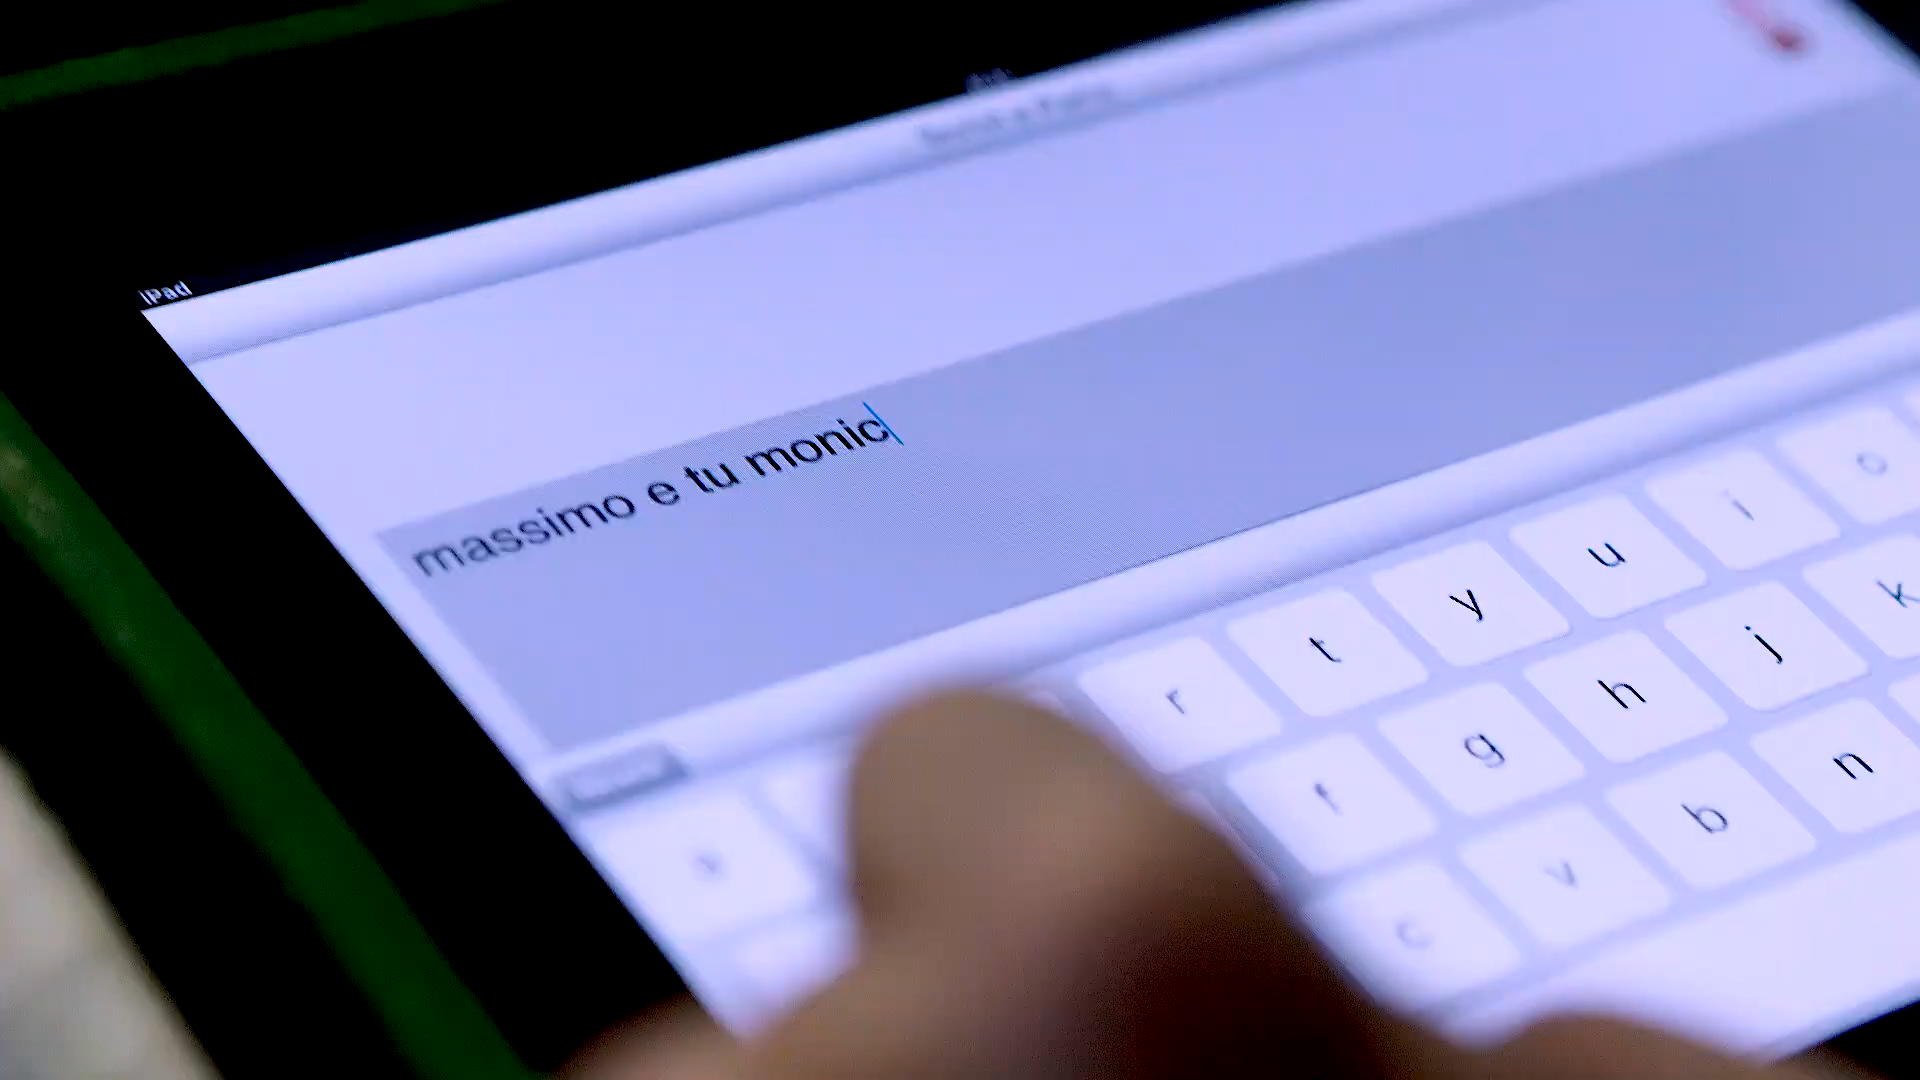 iPad
massimo e tu monic
r t y u i o
f g h j k
c v b n